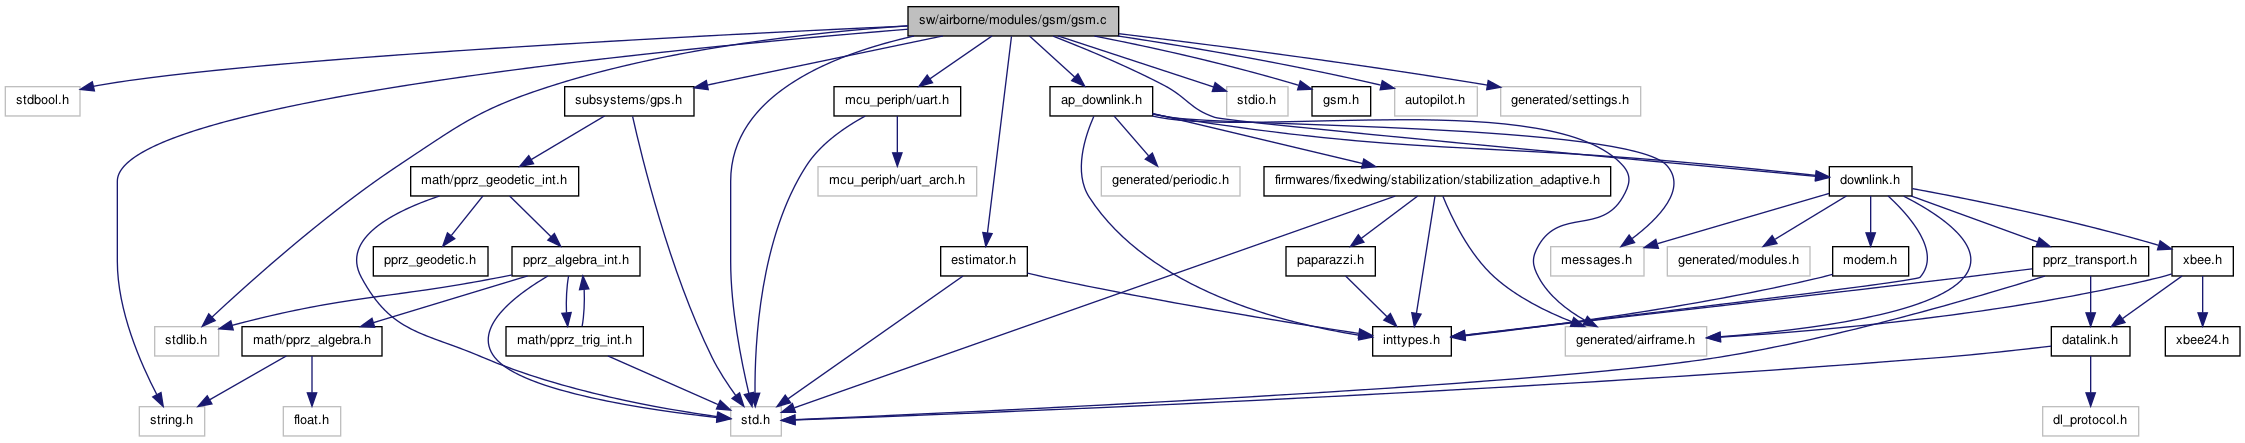 sw/airborne/modules/gsm/gsm.c
stdbool.h
subsystems/gps.h
mcu_periph/uart.h
ap_downlink.h
stdio.h
gsm.h
autopilot.h
generated/settings.h
math/pprz_geodetic_int.h
mcu_periph/uart_arch.h
generated/periodic.h
firmwares/fixedwing/stabilization/stabilization_adaptive.h
downlink.h
pprz_geodetic.h
pprz_algebra_int.h
estimator.h
paparazzi.h
messages.h
generated/modules.h
modem.h
pprz_transport.h
xbee.h
stdlib.h
math/pprz_algebra.h
math/pprz_trig_int.h
inttypes.h
generated/airframe.h
datalink.h
xbee24.h
string.h
float.h
std.h
dl_protocol.h